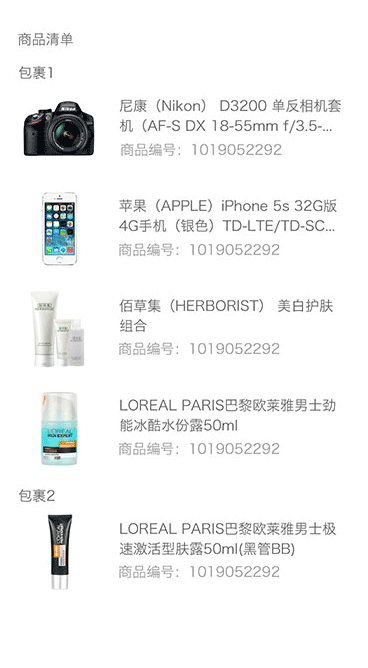 商品清单
包裹1
尼康（Nikon） D3200 单反相机套
机（AF-S DX 18-55mm f/3.5-...
商品编号：1019052292
苹果（APPLE）iPhone 5s 32G版
4G手机（银色）TD-LTE/TD-SC...
商品编号：1019052292
佰草集（HERBORIST） 美白护肤
组合
商品编号：1019052292
LOREAL PARIS巴黎欧莱雅男士劲
能冰酷水份露50ml
商品编号：1019052292
包裹2
LOREAL PARIS巴黎欧莱雅男士极
速激活型肤露50ml(黑管BB)
商品编号：1019052292
Nikon
L'OREAL
MEN EXPERT